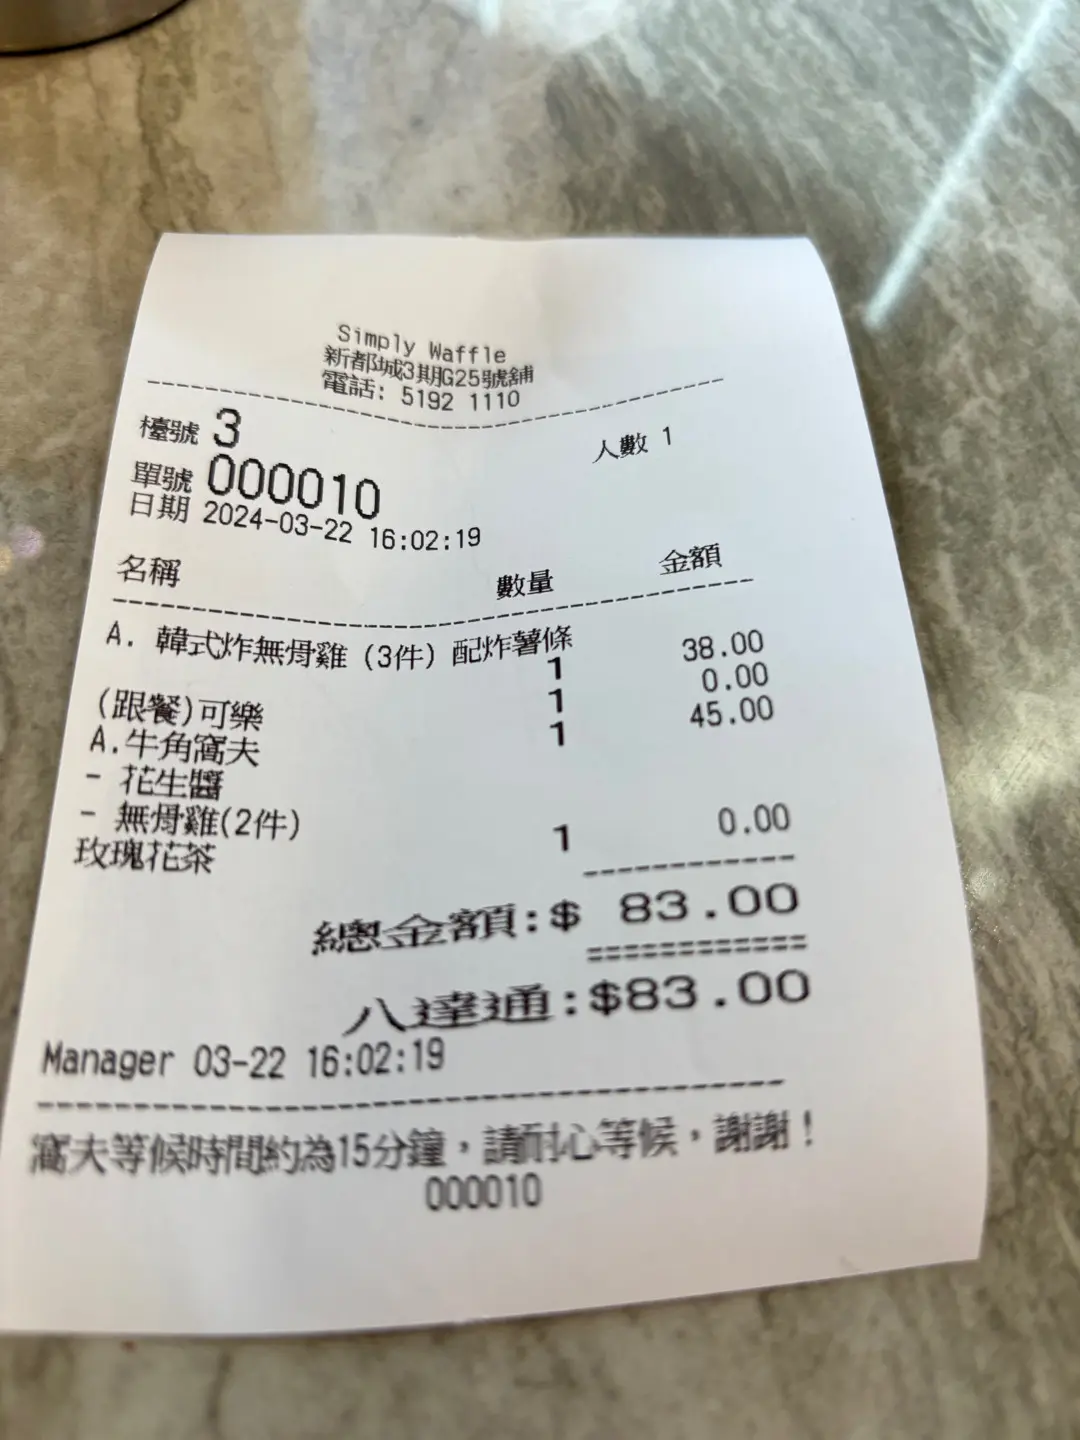 Simply Waffle
新都城3期G25號舖
電話: 5192 1110
檯號 3 人數 1
單號 000010
日期 2024-03-22 16:02:19
名稱 數量 金額
A. 韓式炸無骨雞 (3件) 配炸薯條
1 38.00
(跟餐)可樂 1 0.00
A.牛角窩夫 1 45.00
- 花生醬
- 無骨雞(2件)
玫瑰花茶 1 0.00
總金額:$ 83.00
八達通:$83.00
Manager 03-22 16:02:19
窩夫等候時間約為15分鐘，請耐心等候，謝謝！
000010